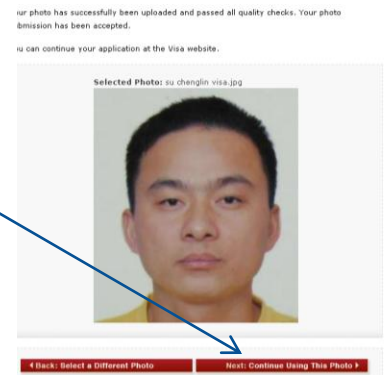 ur photo has successfully been uploaded and passed all quality checks. Your photo
bmission has been accepted.
u can continue your application at the Visa website.
Selected Photo: su chenglin visa.jpg
Back: Select a Different Photo
Next: Continue Using This Photo